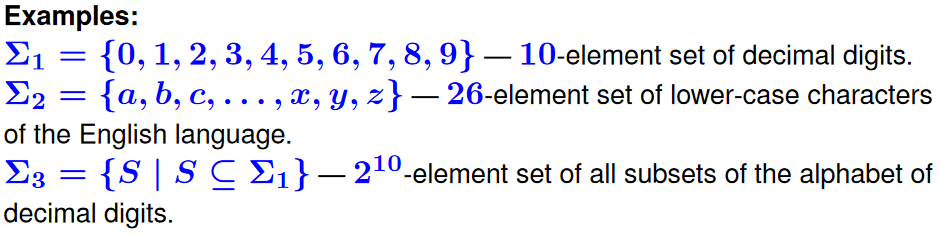 Examples:
Σ₁ = {0, 1, 2, 3, 4, 5, 6, 7, 8, 9} — 10-element set of decimal digits.
Σ₂ = {a, b, c, . . . , x, y, z} — 26-element set of lower-case characters
of the English language.
Σ₃ = {S | S ⊆ Σ₁} — 2¹⁰-element set of all subsets of the alphabet of
decimal digits.